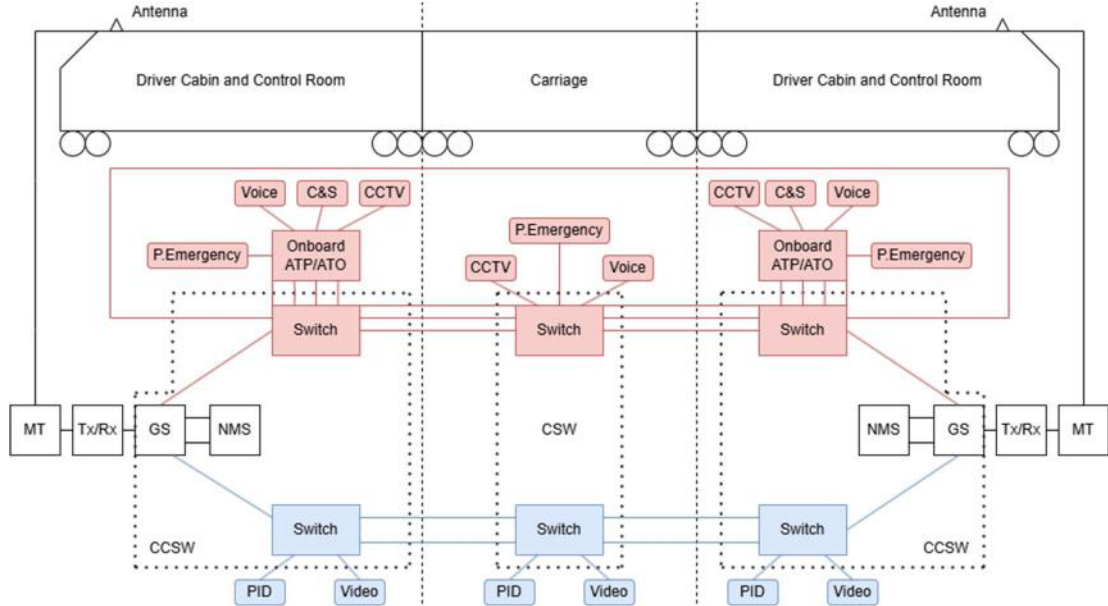 Antenna
Antenna
Driver Cabin and Control Room
Carriage
Driver Cabin and Control Room
Voice
C&S
CCTV
CCTV
C&S
Voice
P.Emergency
Onboard
ATP/ATO
P.Emergency
CCTV
Voice
Onboard
ATP/ATO
P.Emergency
Switch
Switch
Switch
MT
Tx/Rx
GS
NMS
CSW
NMS
GS
Tx/Rx
MT
Switch
Switch
Switch
CCSW
CCSW
PID
Video
PID
Video
PID
Video